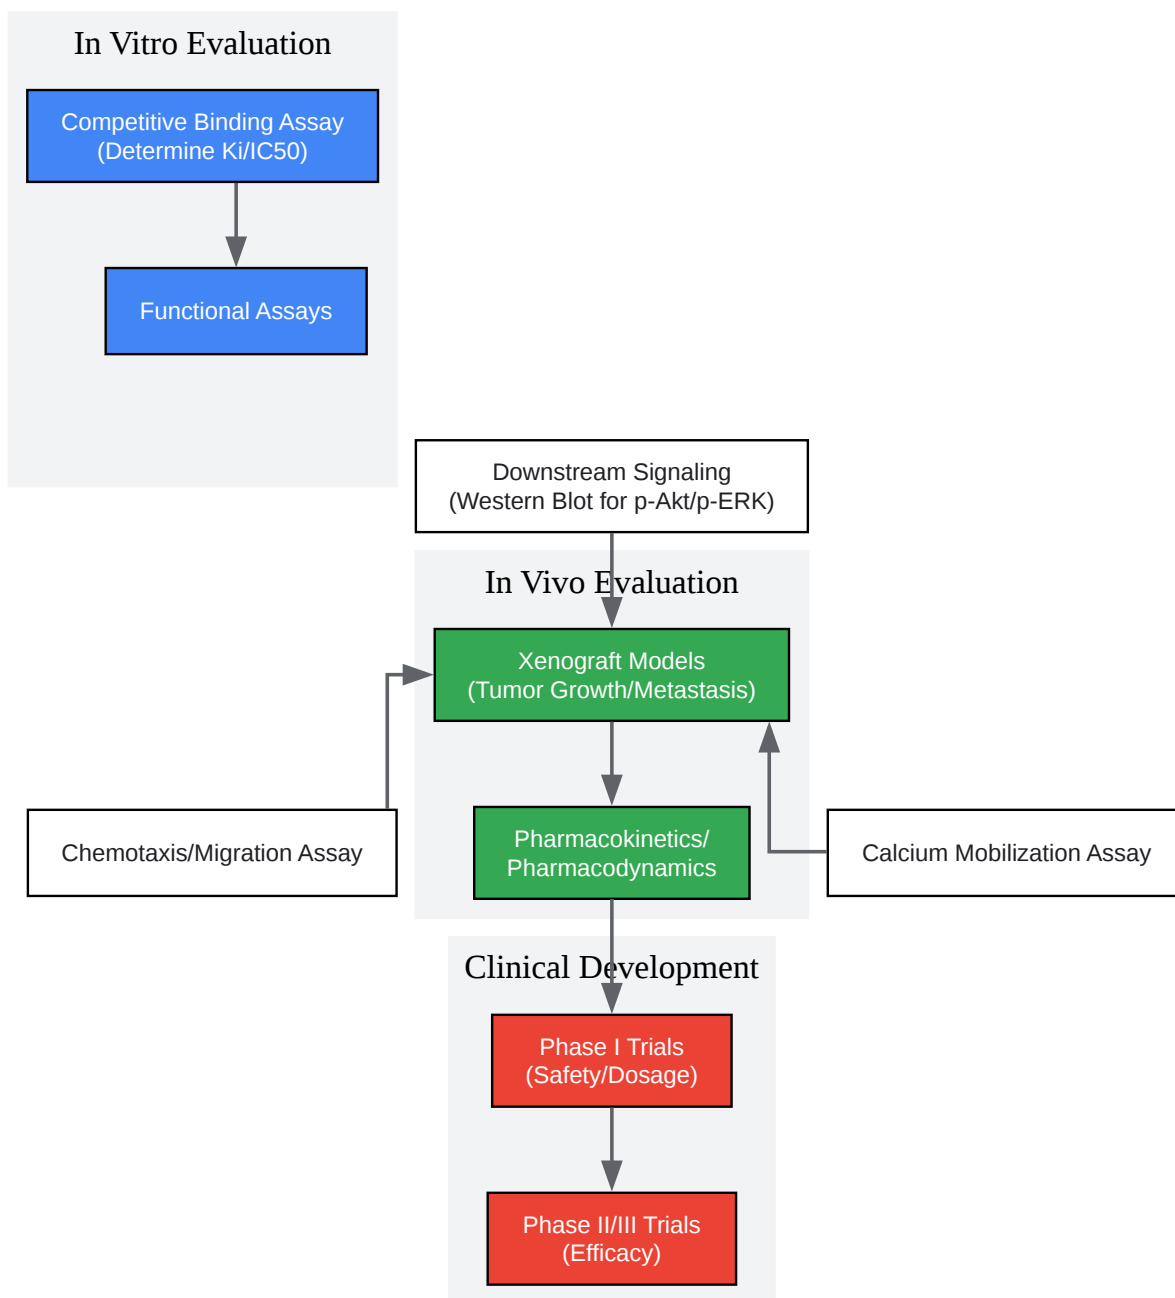 In Vitro Evaluation
Competitive Binding Assay
(Determine Ki/IC50)
Functional Assays
Downstream Signaling
(Western Blot for p-Akt/p-ERK)
In Vivo Evaluation
Xenograft Models
(Tumor Growth/Metastasis)
Chemotaxis/Migration Assay
Pharmacokinetics/
Pharmacodynamics
Calcium Mobilization Assay
Clinical Development
Phase I Trials
(Safety/Dosage)
Phase II/III Trials
(Efficacy)